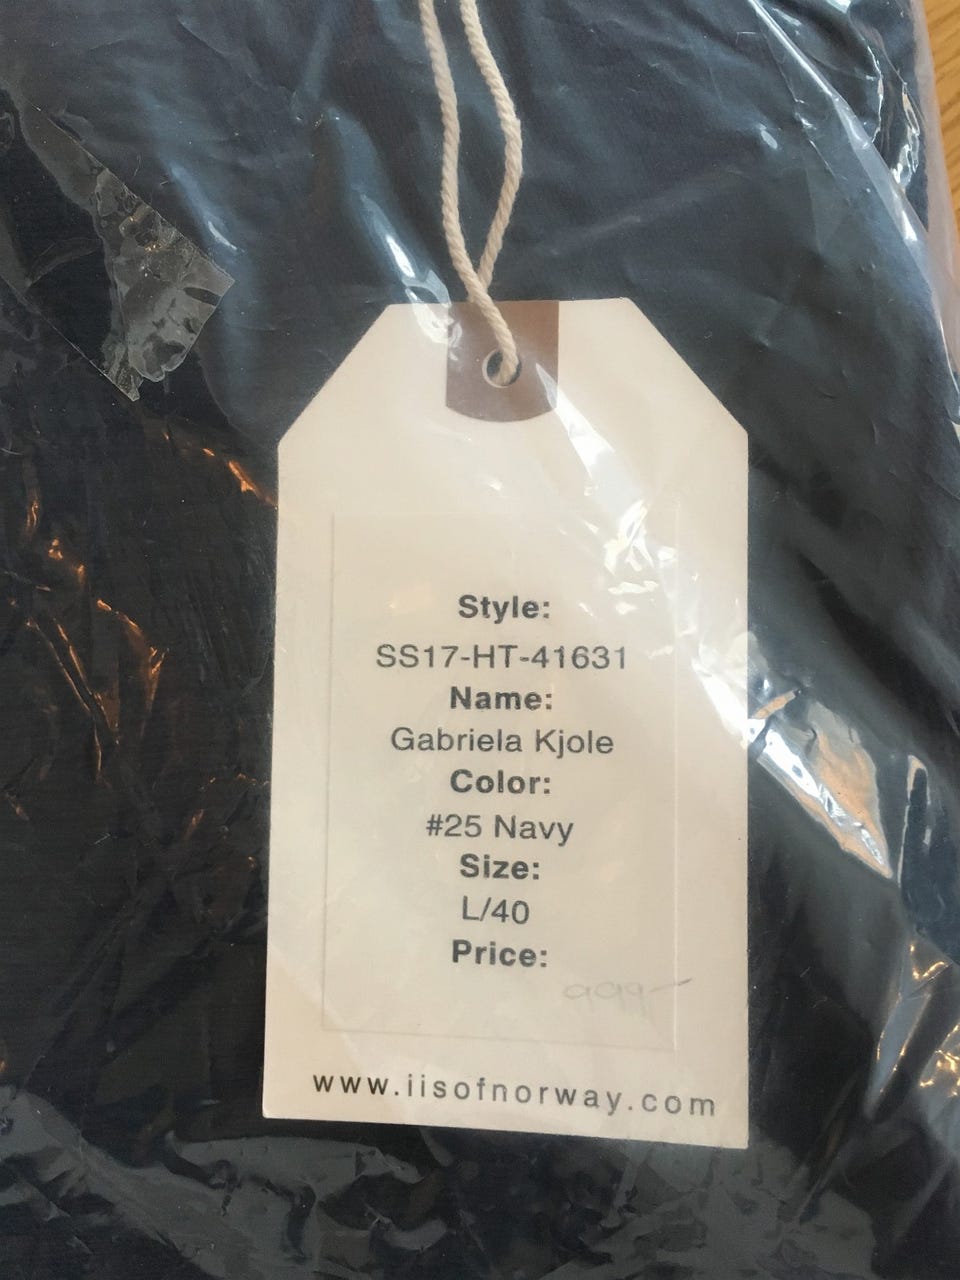 Style:
SS17-HT-41631
Name:
Gabriela Kjole
Color:
#25 Navy
Size:
L/40
Price:
999-
www.iisofnorway.com